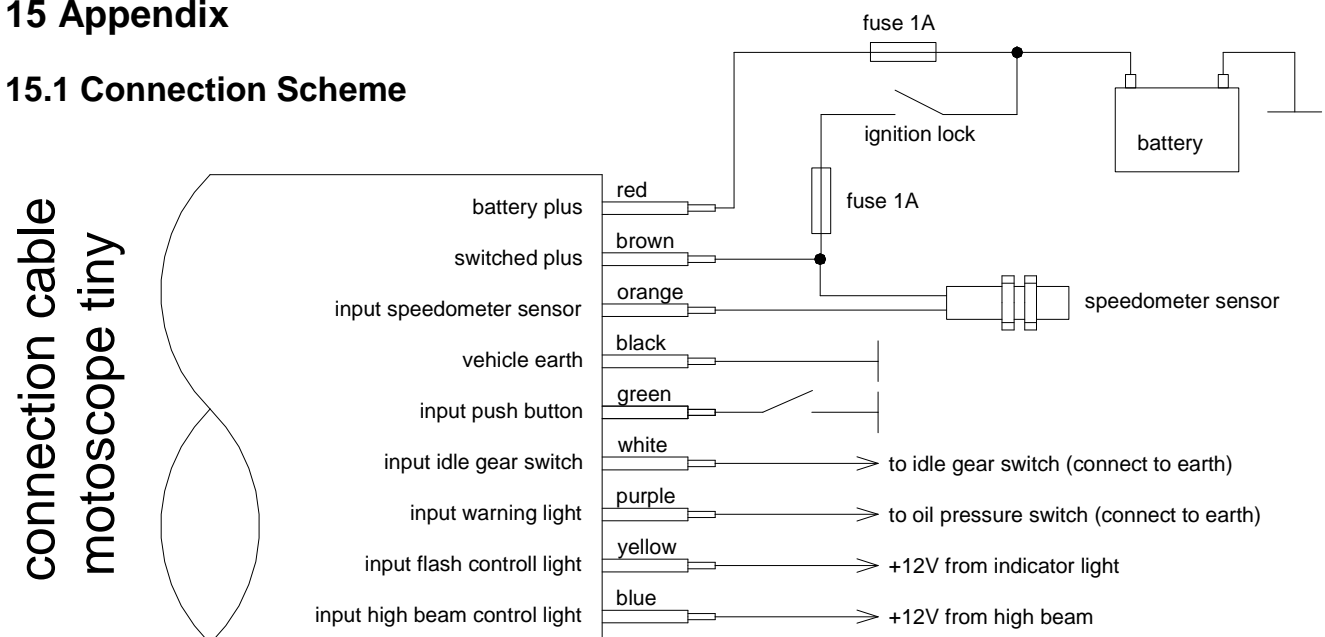 15 Appendix
15.1 Connection Scheme
fuse 1A
ignition lock
battery
fuse 1A
connection cable
motoscope tiny
battery plus
red
switched plus
brown
input speedometer sensor
orange
speedometer sensor
vehicle earth
black
input push button
green
input idle gear switch
white
to idle gear switch (connect to earth)
input warning light
purple
to oil pressure switch (connect to earth)
input flash controll light
yellow
+12V from indicator light
input high beam control light
blue
+12V from high beam